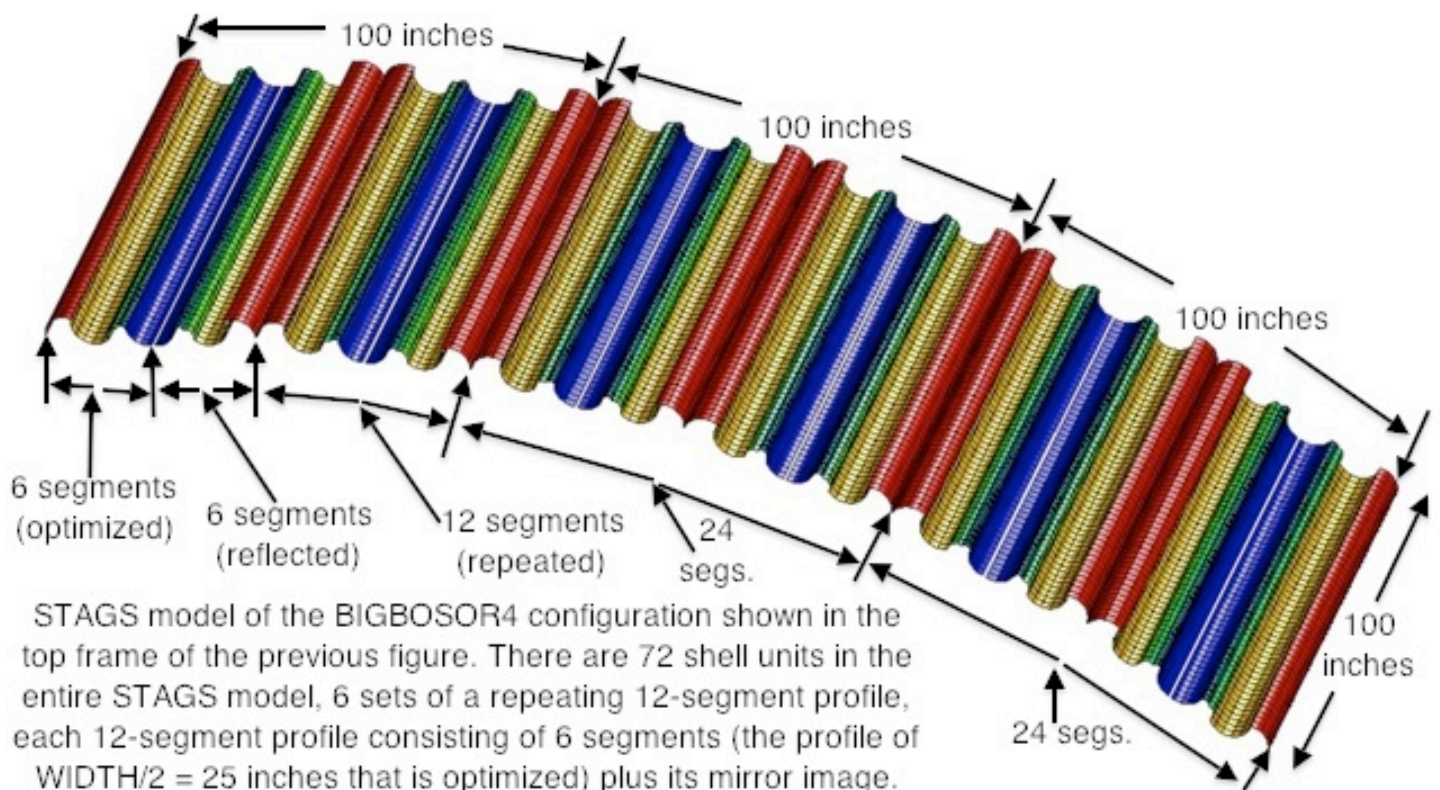 100 inches
100 inches
100 inches
100 inches
6 segments
(optimized)
6 segments
(reflected)
12 segments
(repeated)
24
segs.
24 segs.
100
inches
STAGS model of the BIGBOSOR4 configuration shown in the
top frame of the previous figure. There are 72 shell units in the
entire STAGS model, 6 sets of a repeating 12-segment profile,
each 12-segment profile consisting of 6 segments (the profile of
WIDTH/2 = 25 inches that is optimized) plus its mirror image.